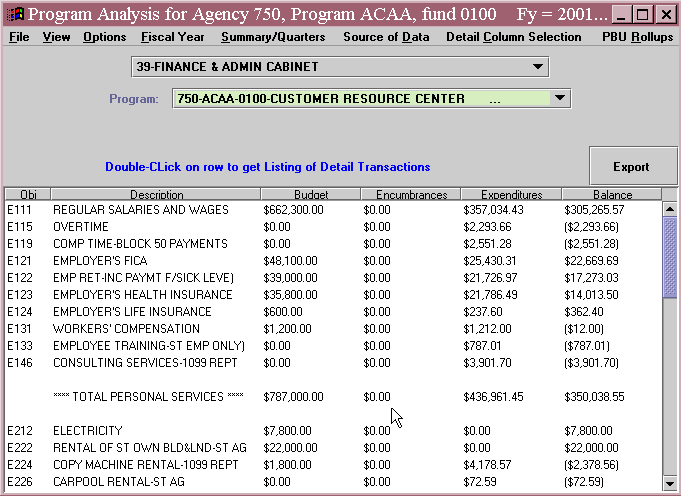 Program Analysis for Agency 750, Program ACAA, fund 0100 Fy = 2001...
File View Options Fiscal Year Summary/Quarters Source of Data Detail Column Selection PBU Rollups
39-FINANCE & ADMIN CABINET
Program: 750-ACAA-0100-CUSTOMER RESOURCE CENTER ...
Double-CLick on row to get Listing of Detail Transactions Export
Obj Description Budget Encumbrances Expenditures Balance
E111 REGULAR SALARIES AND WAGES $662,300.00 $0.00 $357,034.43 $305,265.57
E115 OVERTIME $0.00 $0.00 $2,293.66 ($2,293.66)
E119 COMP TIME-BLOCK 50 PAYMENTS $0.00 $0.00 $2,551.28 ($2,551.28)
E121 EMPLOYER'S FICA $48,100.00 $0.00 $25,430.31 $22,669.69
E122 EMP RET-INC PAYMT F/SICK LEVE) $39,000.00 $0.00 $21,726.97 $17,273.03
E123 EMPLOYER'S HEALTH INSURANCE $35,800.00 $0.00 $21,786.49 $14,013.50
E124 EMPLOYER'S LIFE INSURANCE $600.00 $0.00 $237.60 $362.40
E131 WORKERS' COMPENSATION $1,200.00 $0.00 $1,212.00 ($12.00)
E133 EMPLOYEE TRAINING-ST EMP ONLY) $0.00 $0.00 $787.01 ($787.01)
E146 CONSULTING SERVICES-1099 REPT $0.00 $0.00 $3,901.70 ($3,901.70)
**** TOTAL PERSONAL SERVICES **** $787,000.00 $0.00 $436,961.45 $350,038.55
E212 ELECTRICITY $7,800.00 $0.00 $0.00 $7,800.00
E222 RENTAL OF ST OWN BLD&LND-ST AG $22,000.00 $0.00 $0.00 $22,000.00
E224 COPY MACHINE RENTAL-1099 REPT $1,800.00 $0.00 $4,178.57 ($2,378.56)
E226 CARPOOL RENTAL-ST AG $0.00 $0.00 $72.59 ($72.59)